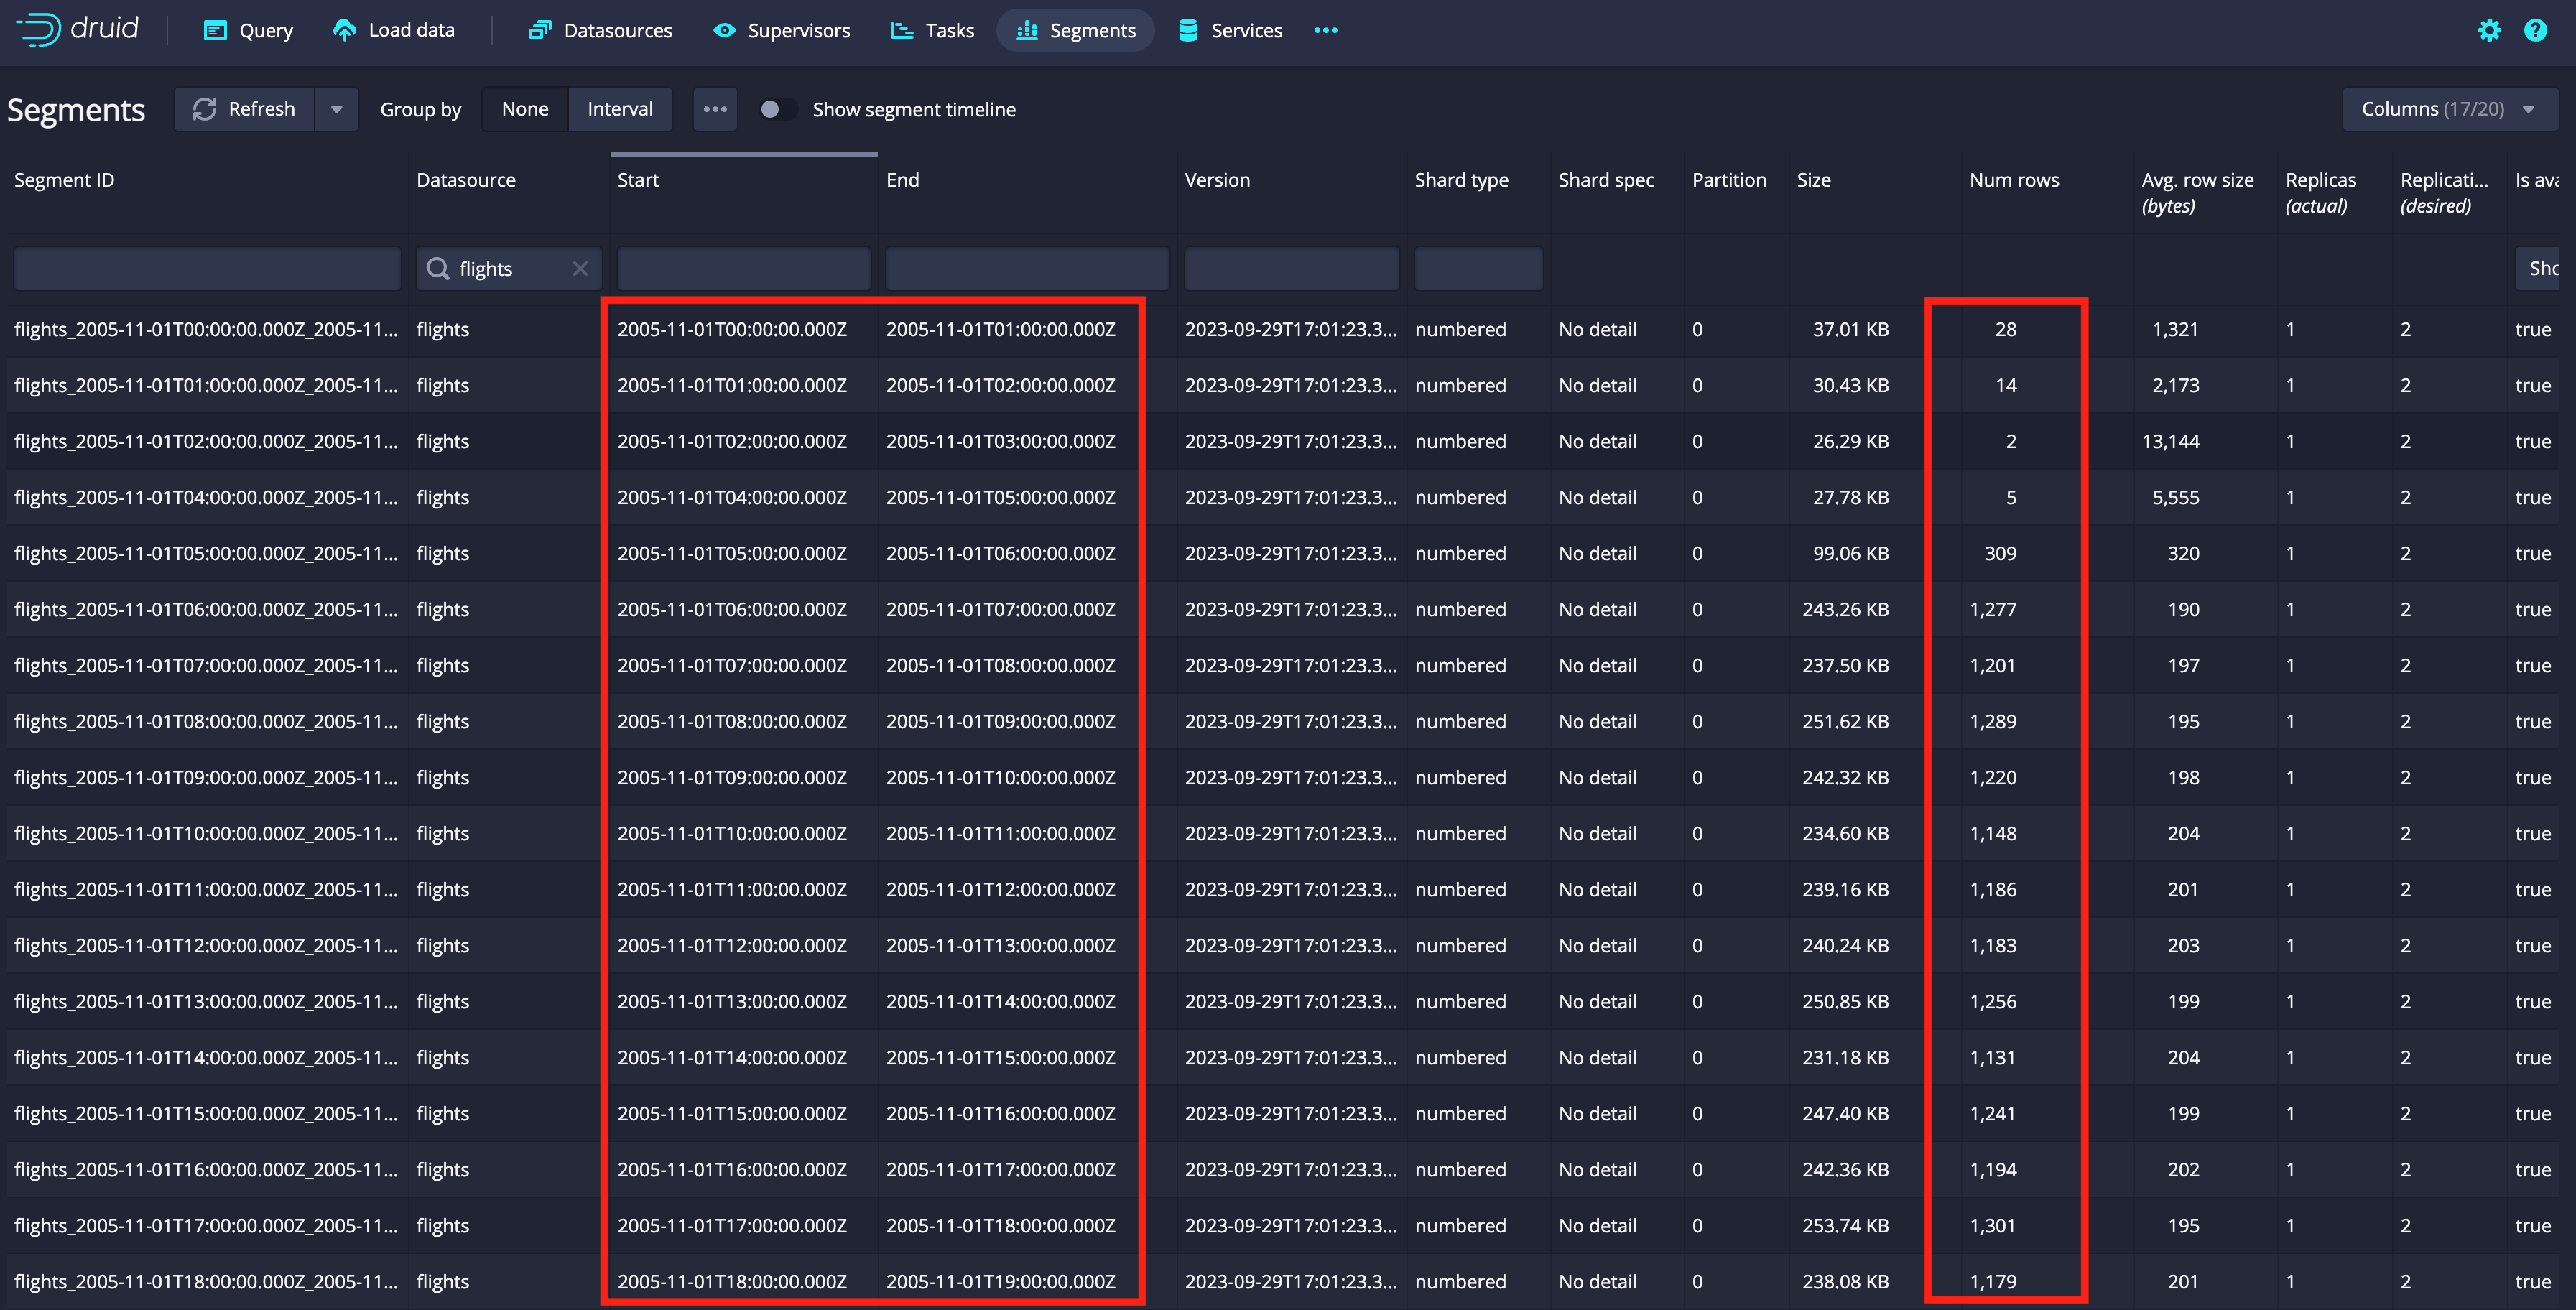 druid Query Load data Datasources Supervisors Tasks Segments Services
Segments Refresh Group by None Interval Show segment timeline Columns (17/20)
Segment ID Datasource Start End Version Shard type Shard spec Partition Size Num rows Avg. row size Replicas Replicati... Is ava
(bytes) (actual) (desired)
flights Sho
flights_2005-11-01T00:00:00.000Z_2005-11... flights 2005-11-01T00:00:00.000Z 2005-11-01T01:00:00.000Z 2023-09-29T17:01:23.3... numbered No detail 0 37.01 KB 28 1,321 1 2 true
flights_2005-11-01T01:00:00.000Z_2005-11... flights 2005-11-01T01:00:00.000Z 2005-11-01T02:00:00.000Z 2023-09-29T17:01:23.3... numbered No detail 0 30.43 KB 14 2,173 1 2 true
flights_2005-11-01T02:00:00.000Z_2005-11... flights 2005-11-01T02:00:00.000Z 2005-11-01T03:00:00.000Z 2023-09-29T17:01:23.3... numbered No detail 0 26.29 KB 2 13,144 1 2 true
flights_2005-11-01T04:00:00.000Z_2005-11... flights 2005-11-01T04:00:00.000Z 2005-11-01T05:00:00.000Z 2023-09-29T17:01:23.3... numbered No detail 0 27.78 KB 5 5,555 1 2 true
flights_2005-11-01T05:00:00.000Z_2005-11... flights 2005-11-01T05:00:00.000Z 2005-11-01T06:00:00.000Z 2023-09-29T17:01:23.3... numbered No detail 0 99.06 KB 309 320 1 2 true
flights_2005-11-01T06:00:00.000Z_2005-11... flights 2005-11-01T06:00:00.000Z 2005-11-01T07:00:00.000Z 2023-09-29T17:01:23.3... numbered No detail 0 243.26 KB 1,277 190 1 2 true
flights_2005-11-01T07:00:00.000Z_2005-11... flights 2005-11-01T07:00:00.000Z 2005-11-01T08:00:00.000Z 2023-09-29T17:01:23.3... numbered No detail 0 237.50 KB 1,201 197 1 2 true
flights_2005-11-01T08:00:00.000Z_2005-11... flights 2005-11-01T08:00:00.000Z 2005-11-01T09:00:00.000Z 2023-09-29T17:01:23.3... numbered No detail 0 251.62 KB 1,289 195 1 2 true
flights_2005-11-01T09:00:00.000Z_2005-11... flights 2005-11-01T09:00:00.000Z 2005-11-01T10:00:00.000Z 2023-09-29T17:01:23.3... numbered No detail 0 242.32 KB 1,220 198 1 2 true
flights_2005-11-01T10:00:00.000Z_2005-11... flights 2005-11-01T10:00:00.000Z 2005-11-01T11:00:00.000Z 2023-09-29T17:01:23.3... numbered No detail 0 234.60 KB 1,148 204 1 2 true
flights_2005-11-01T11:00:00.000Z_2005-11... flights 2005-11-01T11:00:00.000Z 2005-11-01T12:00:00.000Z 2023-09-29T17:01:23.3... numbered No detail 0 239.16 KB 1,186 201 1 2 true
flights_2005-11-01T12:00:00.000Z_2005-11... flights 2005-11-01T12:00:00.000Z 2005-11-01T13:00:00.000Z 2023-09-29T17:01:23.3... numbered No detail 0 240.24 KB 1,183 203 1 2 true
flights_2005-11-01T13:00:00.000Z_2005-11... flights 2005-11-01T13:00:00.000Z 2005-11-01T14:00:00.000Z 2023-09-29T17:01:23.3... numbered No detail 0 250.85 KB 1,256 199 1 2 true
flights_2005-11-01T14:00:00.000Z_2005-11... flights 2005-11-01T14:00:00.000Z 2005-11-01T15:00:00.000Z 2023-09-29T17:01:23.3... numbered No detail 0 231.18 KB 1,131 204 1 2 true
flights_2005-11-01T15:00:00.000Z_2005-11... flights 2005-11-01T15:00:00.000Z 2005-11-01T16:00:00.000Z 2023-09-29T17:01:23.3... numbered No detail 0 247.40 KB 1,241 199 1 2 true
flights_2005-11-01T16:00:00.000Z_2005-11... flights 2005-11-01T16:00:00.000Z 2005-11-01T17:00:00.000Z 2023-09-29T17:01:23.3... numbered No detail 0 242.36 KB 1,194 202 1 2 true
flights_2005-11-01T17:00:00.000Z_2005-11... flights 2005-11-01T17:00:00.000Z 2005-11-01T18:00:00.000Z 2023-09-29T17:01:23.3... numbered No detail 0 253.74 KB 1,301 195 1 2 true
flights_2005-11-01T18:00:00.000Z_2005-11... flights 2005-11-01T18:00:00.000Z 2005-11-01T19:00:00.000Z 2023-09-29T17:01:23.3... numbered No detail 0 238.08 KB 1,179 201 1 2 true